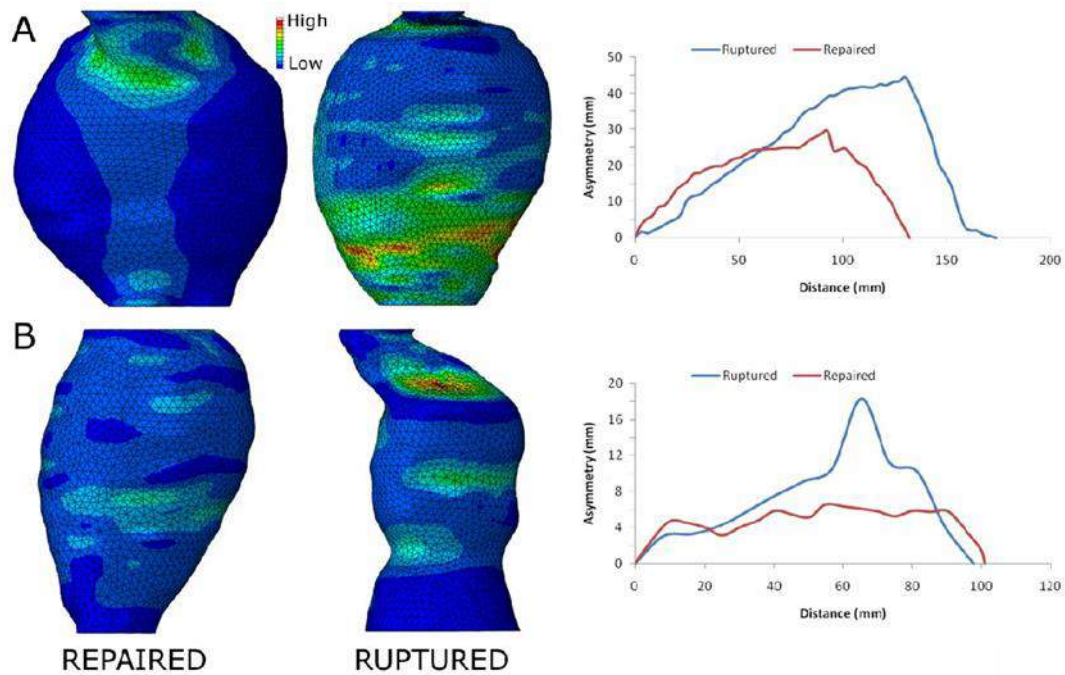 A
High
Low
Ruptured Repaired
50
40
30
20
10
0
Asymmetry (mm)
0 50 100 150 200
Distance (mm)
B
Ruptured Repaired
20
16
12
8
4
0
Asymmetry (mm)
0 20 40 60 80 100 120
Distance (mm)
REPAIRED RUPTURED